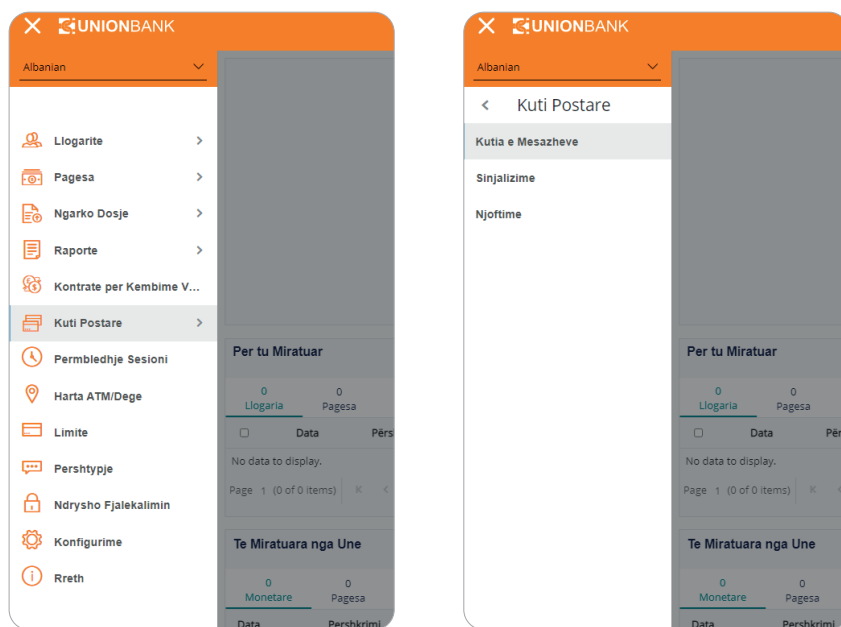 UNIONBANK
Albanian
Llogarite
Pagesa
Ngarko Dosje
Raporte
Kontrate per Kembime V...
Kuti Postare
Permbledhje Sesioni
Harta ATM/Dege
Limite
Pershtypje
Ndrysho Fjalekalimin
Konfigurime
Rreth
Per tu Miratuar
0 0
Llogaria Pagesa
Data Përs
No data to display.
Page 1 (0 of 0 items)
Te Miratuara nga Une
0 0
Monetare Pagesa
Data Pershkrimi
UNIONBANK
Albanian
Kuti Postare
Kutia e Mesazheve
Sinjalizime
Njoftime
Per tu Miratuar
0 0
Llogaria Pagesa
Data Për
No data to display.
Page 1 (0 of 0 items)
Te Miratuara nga Une
0 0
Monetare Pagesa
Data Pershkrimi